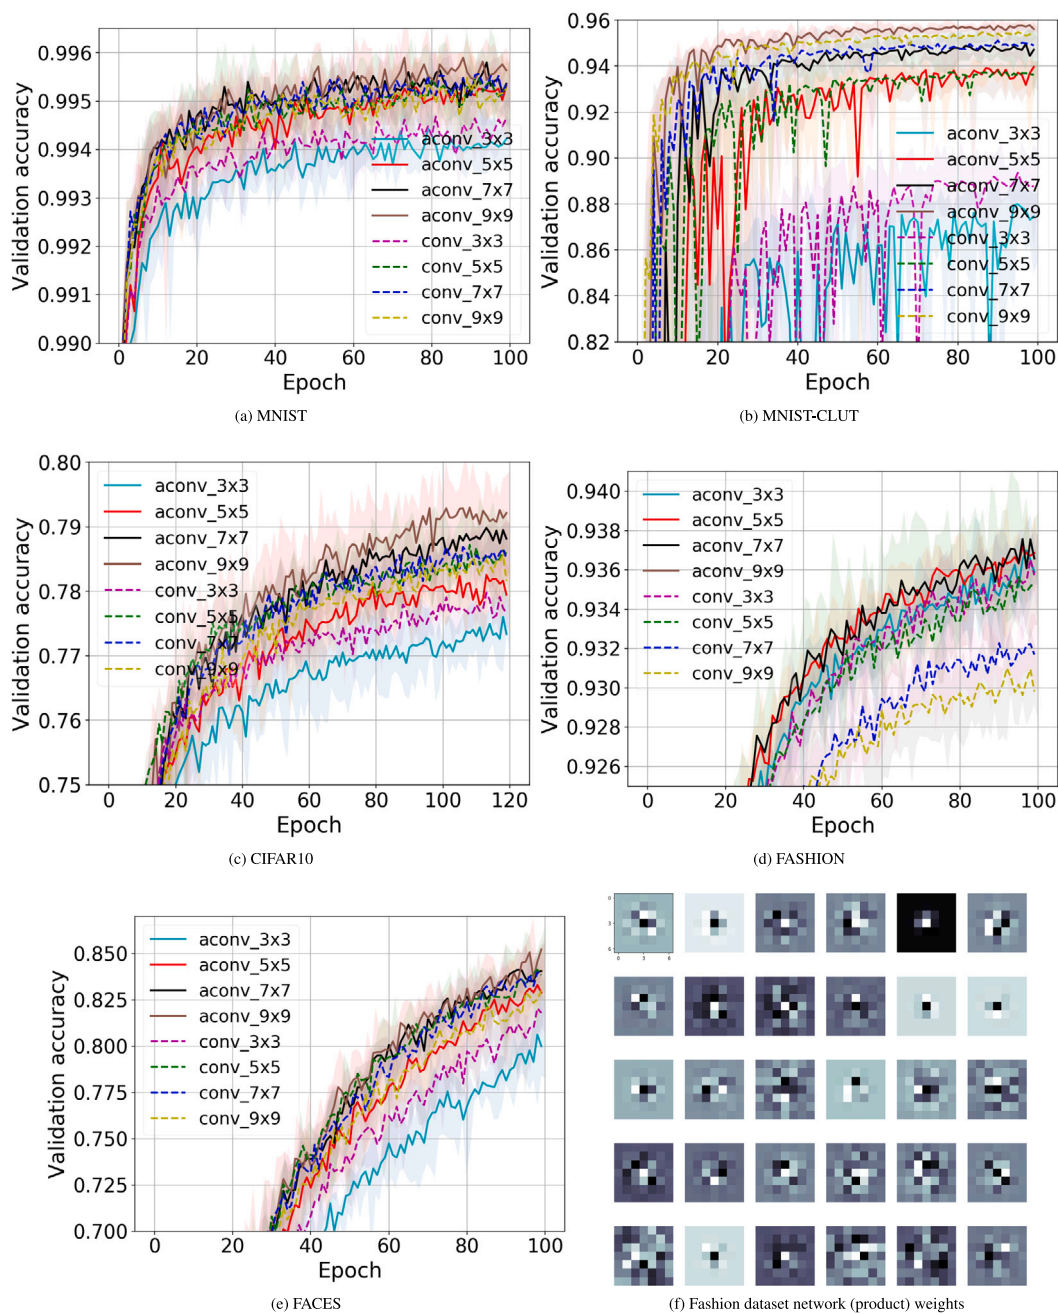 Validation accuracy
0.996
0.995
0.994
0.993
0.992
0.991
0.990
aconv_3x3
aconv_5x5
aconv_7x7
aconv_9x9
conv_3x3
conv_5x5
conv_7x7
conv_9x9
0 20 40 60 80 100
Epoch
(a) MNIST
Validation accuracy
0.96
0.94
0.92
0.90
0.88
0.86
0.84
0.82
aconv_3x3
aconv_5x5
aconv_7x7
aconv_9x9
conv_3x3
conv_5x5
conv_7x7
conv_9x9
0 20 40 60 80 100
Epoch
(b) MNIST-CLUT
Validation accuracy
0.80
0.79
0.78
0.77
0.76
0.75
aconv_3x3
aconv_5x5
aconv_7x7
aconv_9x9
conv_3x3
conv_5x5
conv_7x7
conv_9x9
0 20 40 60 80 100 120
Epoch
(c) CIFAR10
Validation accuracy
0.940
0.938
0.936
0.934
0.932
0.930
0.928
0.926
aconv_3x3
aconv_5x5
aconv_7x7
aconv_9x9
conv_3x3
conv_5x5
conv_7x7
conv_9x9
0 20 40 60 80 100
Epoch
(d) FASHION
Validation accuracy
0.850
0.825
0.800
0.775
0.750
0.725
0.700
aconv_3x3
aconv_5x5
aconv_7x7
aconv_9x9
conv_3x3
conv_5x5
conv_7x7
conv_9x9
0 20 40 60 80 100
Epoch
(e) FACES
0
3
6
0 3 6
(f) Fashion dataset network (product) weights